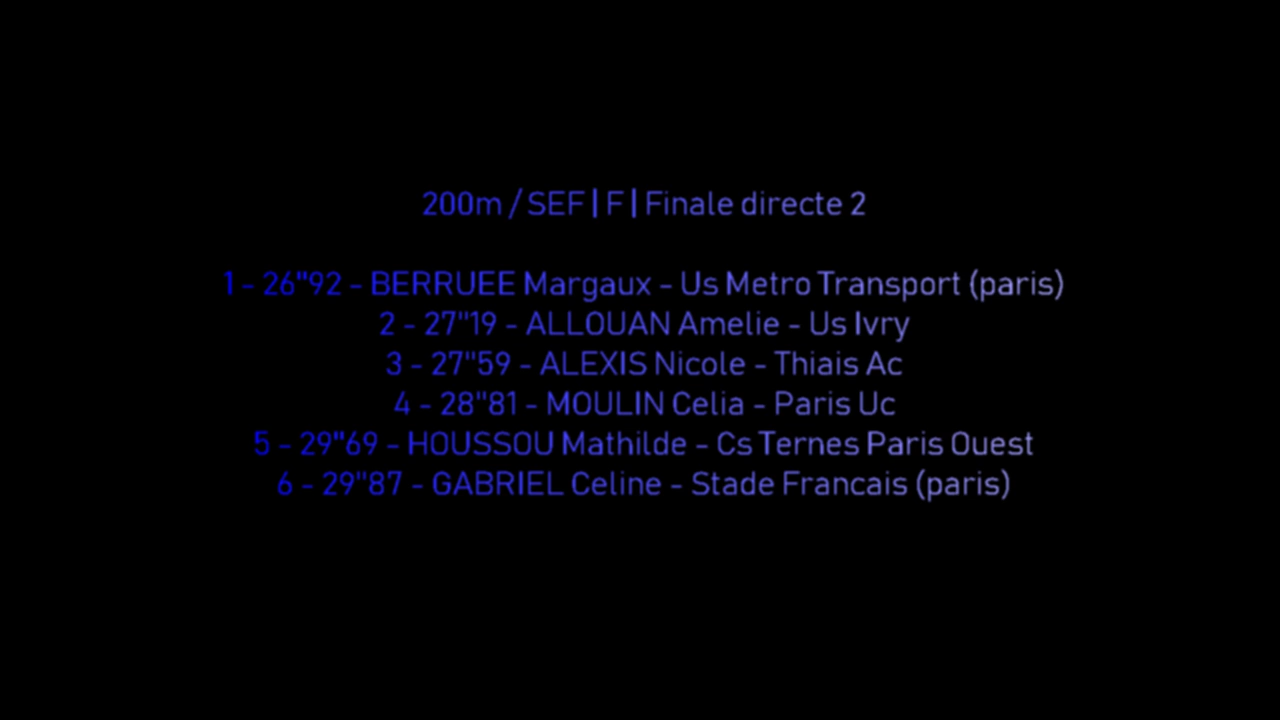 200m / SEF | F | Finale directe 2
1 - 26"92 - BERRUEE Margaux - Us Metro Transport (paris)
2 - 27"19 - ALLOUAN Amelie - Us Ivry
3 - 27"59 - ALEXIS Nicole - Thiais Ac
4 - 28"81 - MOULIN Celia - Paris Uc
5 - 29"69 - HOUSSOU Mathilde - Cs Ternes Paris Ouest
6 - 29"87 - GABRIEL Celine - Stade Francais (paris)